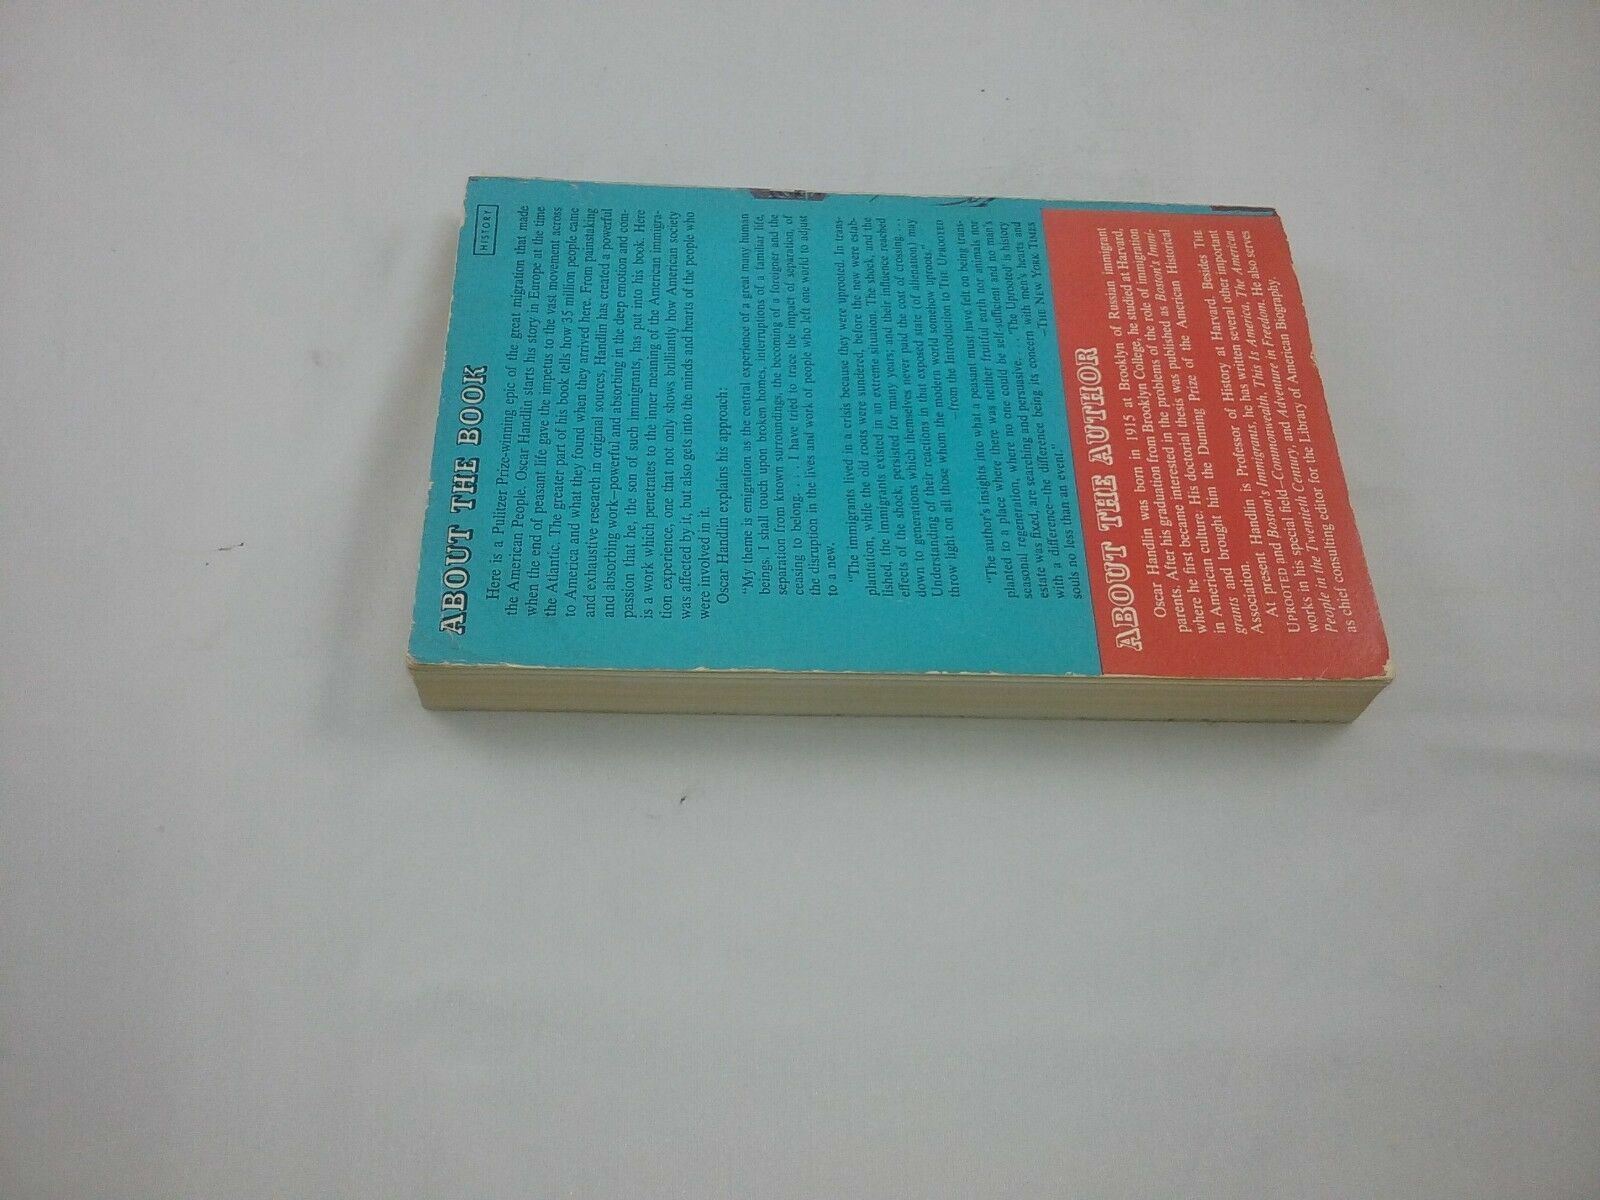 HISTORY
ABOUT THE BOOK
Here is a Pulitzer Prize-winning epic of the great migration that made
the American People. Oscar Handlin starts his story in Europe at the time
when the end of peasant life gave the impetus to the vast movement across
the Atlantic. The greater part of his book tells how 35 million people came
to America and what they found when they arrived here. From painstaking
and exhaustive research in original sources, Handlin has created a powerful
and absorbing work—powerful and absorbing in the deep emotion and com-
passion that he, the son of such immigrants, has put into his book. Here
is a work which penetrates to the inner meaning of the American immigra-
tion experience, one that not only shows brilliantly how American society
was affected by it, but also gets into the minds and hearts of the people who
were involved in it.
Oscar Handlin explains his approach:
"My theme is emigration as the central experience of a great many human
beings. I shall touch upon broken homes, interruptions of a familiar life,
separation from known surroundings, the becoming of a foreigner and the
ceasing to belong. . . . I have tried to trace the impact of separation, of
the disruption in the lives and work of people who left one world to adjust
to a new.
"The immigrants lived in a crisis because they were uprooted. In trans-
plantation, while the old roots were sundered, before the new were estab-
lished, the immigrants existed in an extreme situation. The shock, and the
effects of the shock, persisted for many years; and their influence reached
down to generations which themselves never paid the cost of crossing. . . .
Understanding of their reactions in that exposed state of alienation) may
throw light on all those whom the modern world somehow uproots."
—from the Introduction to THE UPROOTED
"The author's insights into what a peasant must have felt on being trans-
planted to a place where there was neither fruitful earth nor animals nor
seasonal regeneration, where no one could be self-sufficient and no man's
estate was fixed, are searching and persuasive. . . . 'The Uprooted' is history
with a difference—the difference being its concern with men's hearts and
souls no less than an event."
—THE NEW YORK TIMES
ABOUT THE AUTHOR
Oscar Handlin was born in 1915 at Brooklyn of Russian immigrant
parents. After his graduation from Brooklyn College, he studied at Harvard,
where he first became interested in the problems of the role of immigration
in American culture. His doctorial thesis was published as Boston's Immi-
grants and brought him the Dunning Prize of the American Historical
Association.
At present Handlin is Professor of History at Harvard. Besides THE
UPROOTED and Boston's Immigrants, he has written several other important
works in his special field—Commonwealth, This Is America, The American
People in the Twentieth Century, and Adventure in Freedom. He also serves
as chief consulting editor for the Library of American Biography.